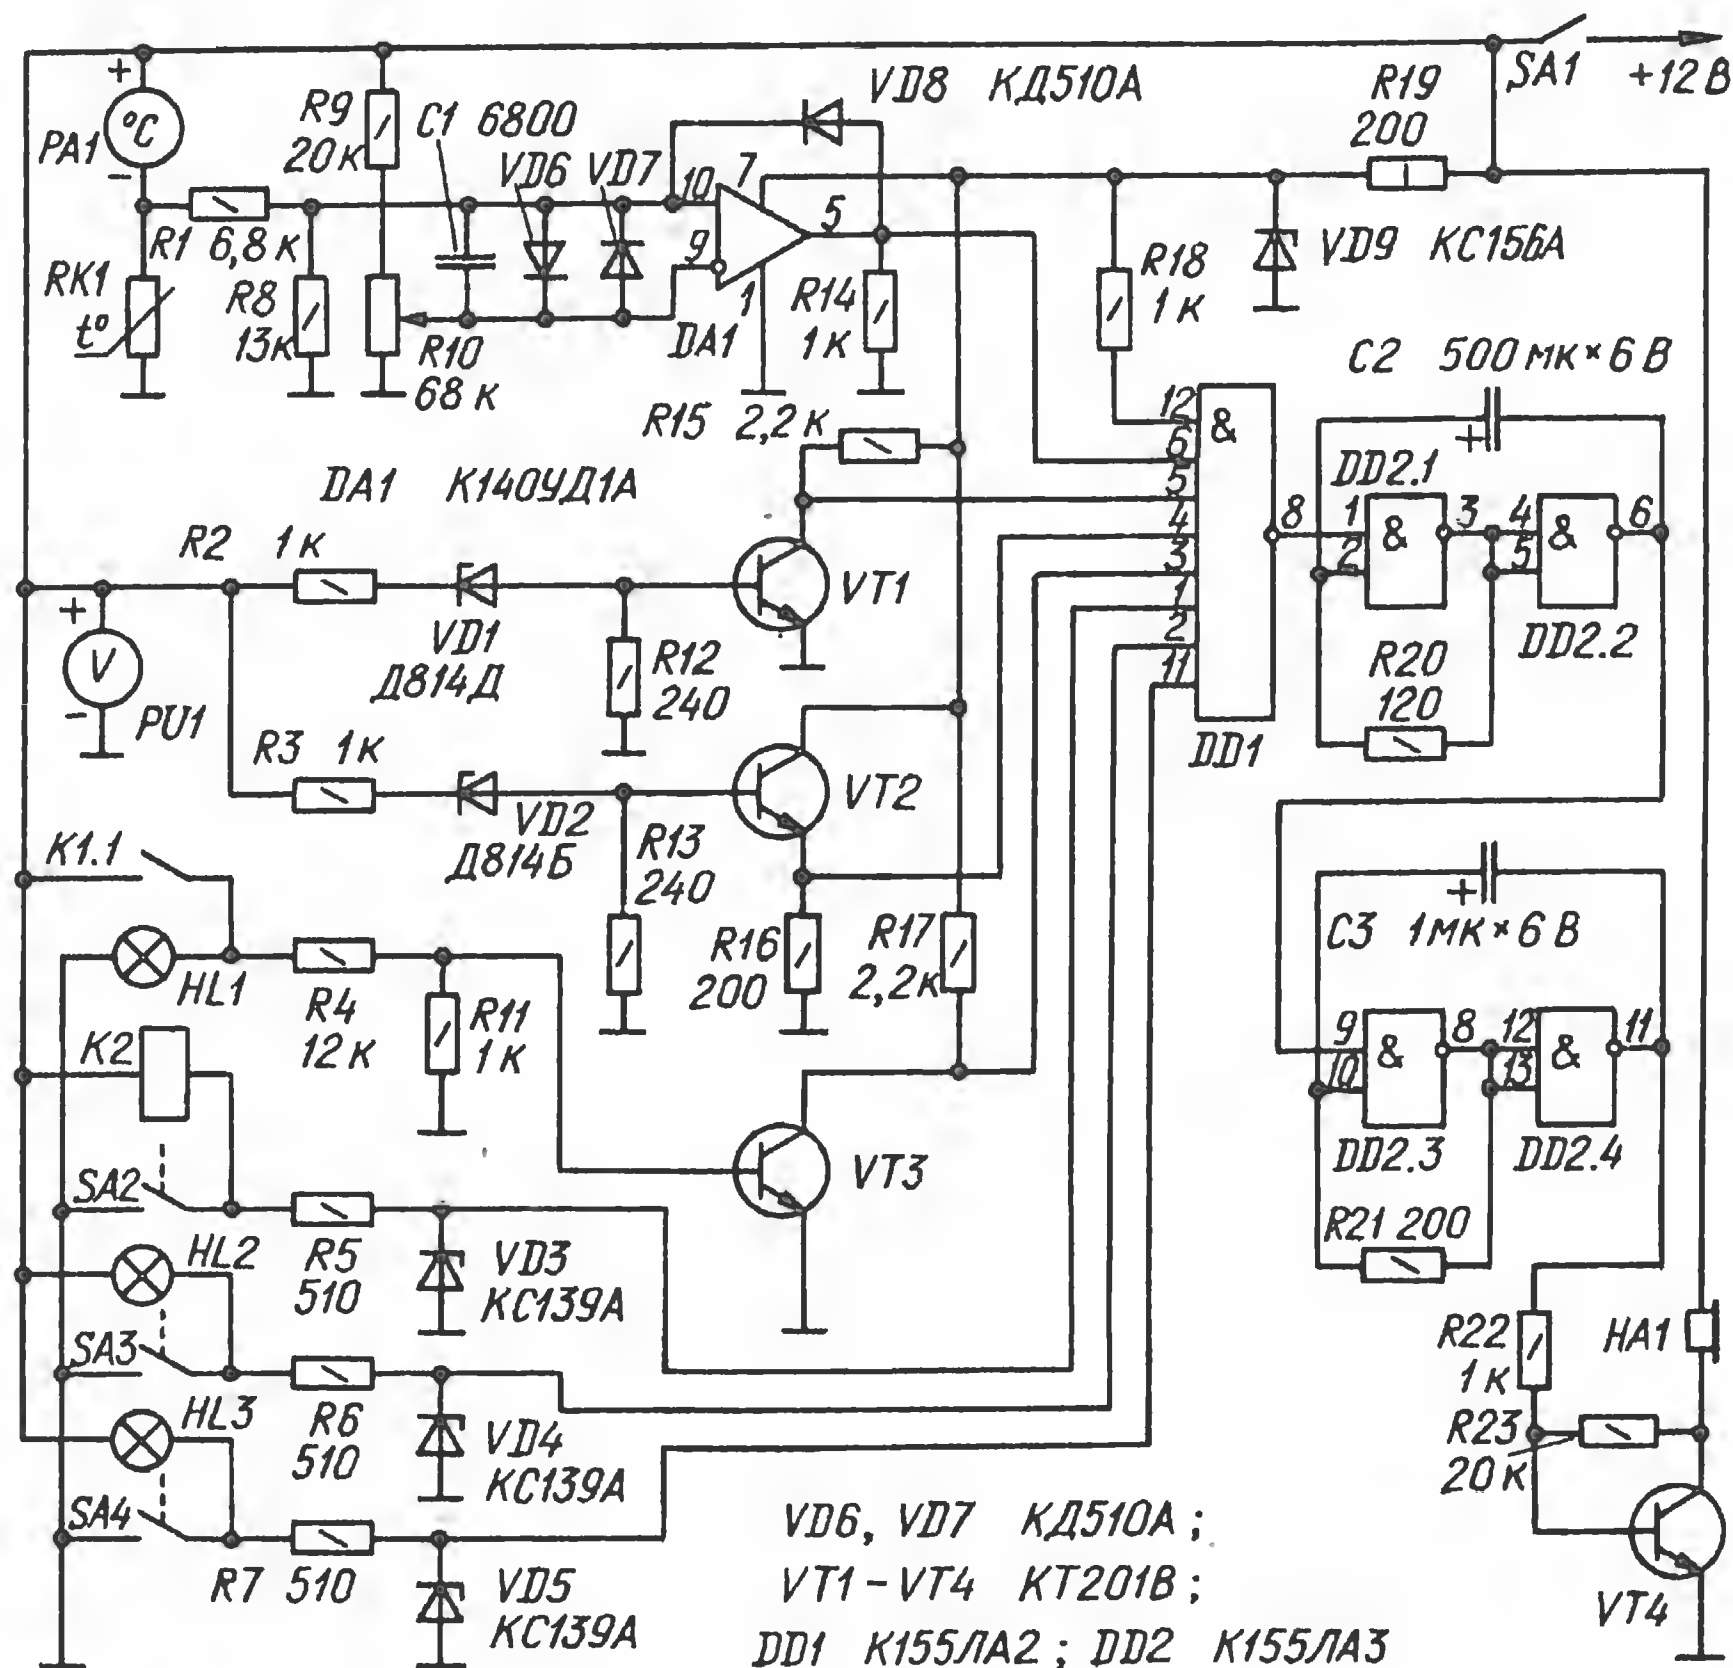 SA1
+12 В
+
°C
PA1
−
R9
20 к
C1 6800
VD6
VD7
VD8 КД510А
R19
200
10
7
5
9
1
DA1
R1 6,8 к
RK1
t°
R8
13 к
R10
68 к
R14
1 к
R18
1 к
VD9 КС156А
C2 500 мк × 6 В
+
R15 2,2 к
DA1 К140УД1А
12
6
5
4
3
1
2
11
&
8
DD1
DD2.1
1
2
&
3
4
5
&
6
DD2.2
R20
120
R2 1 к
VD1
Д814Д
R12
240
VT1
+
V
−
PU1
R3 1 к
VD2
Д814Б
R13
240
VT2
K1.1
HL1
R4
12 к
R11
1 к
R16
200
R17
2,2 к
C3 1 мк × 6 В
+
9
10
&
8
12
13
&
11
DD2.3
DD2.4
R21 200
K2
SA2
R5
510
VD3
КС139А
VT3
HL2
SA3
R6
510
VD4
КС139А
HL3
SA4
R7 510
VD5
КС139А
R22
1 к
HA1
R23
20 к
VT4
VD6, VD7 КД510А ;
VT1 – VT4 КТ201В ;
DD1 К155ЛА2 ; DD2 К155ЛА3